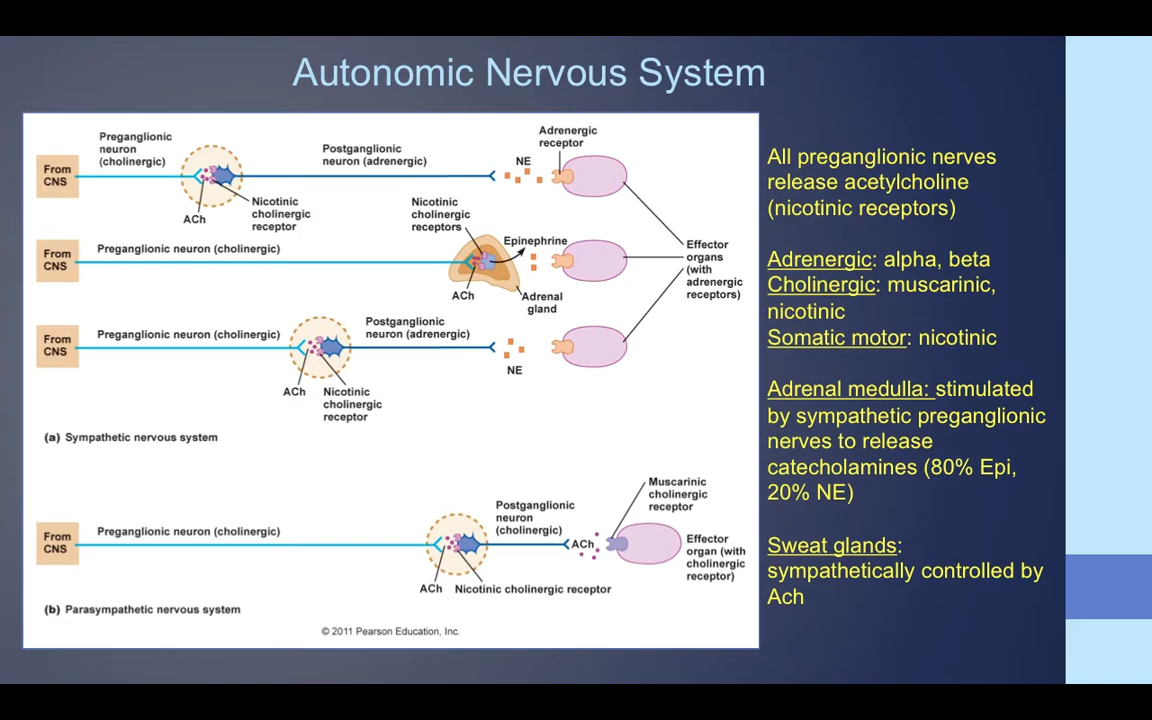 Autonomic Nervous System
Preganglionic
neuron
(cholinergic)
Postganglionic
neuron (adrenergic)
NE
Adrenergic
receptor
From
CNS
ACh
Nicotinic
cholinergic
receptor
Nicotinic
cholinergic
receptors
Preganglionic neuron (cholinergic)
Epinephrine
From
CNS
ACh
Adrenal
gland
Effector
organs
(with
adrenergic
receptors)
Preganglionic neuron (cholinergic)
Postganglionic
neuron (adrenergic)
From
CNS
NE
ACh
Nicotinic
cholinergic
receptor
(a) Sympathetic nervous system
Preganglionic neuron (cholinergic)
Postganglionic
neuron
(cholinergic)
Muscarinic
cholinergic
receptor
From
CNS
ACh
Effector
organ (with
cholinergic
receptor)
ACh
Nicotinic cholinergic receptor
(b) Parasympathetic nervous system
© 2011 Pearson Education, Inc.
All preganglionic nerves
release acetylcholine
(nicotinic receptors)
Adrenergic: alpha, beta
Cholinergic: muscarinic,
nicotinic
Somatic motor: nicotinic
Adrenal medulla: stimulated
by sympathetic preganglionic
nerves to release
catecholamines (80% Epi,
20% NE)
Sweat glands:
sympathetically controlled by
Ach